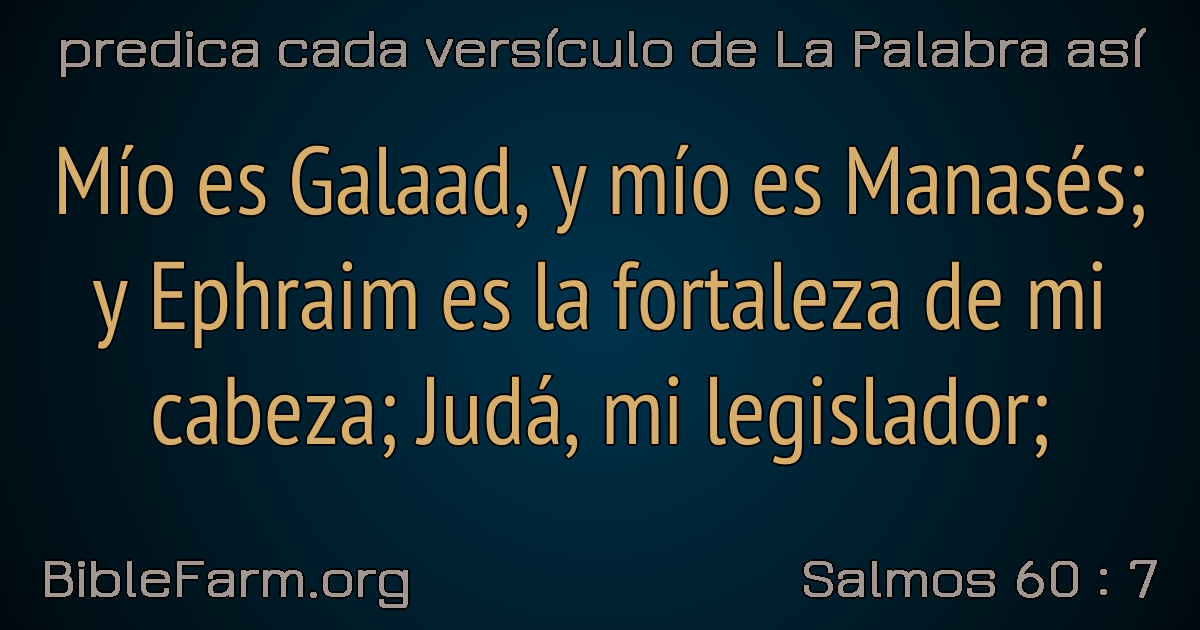 predica cada versículo de La Palabra así
Mío es Galaad, y mío es Manasés;
y Ephraim es la fortaleza de mi
cabeza; Judá, mi legislador;
BibleFarm.org
Salmos 60 : 7